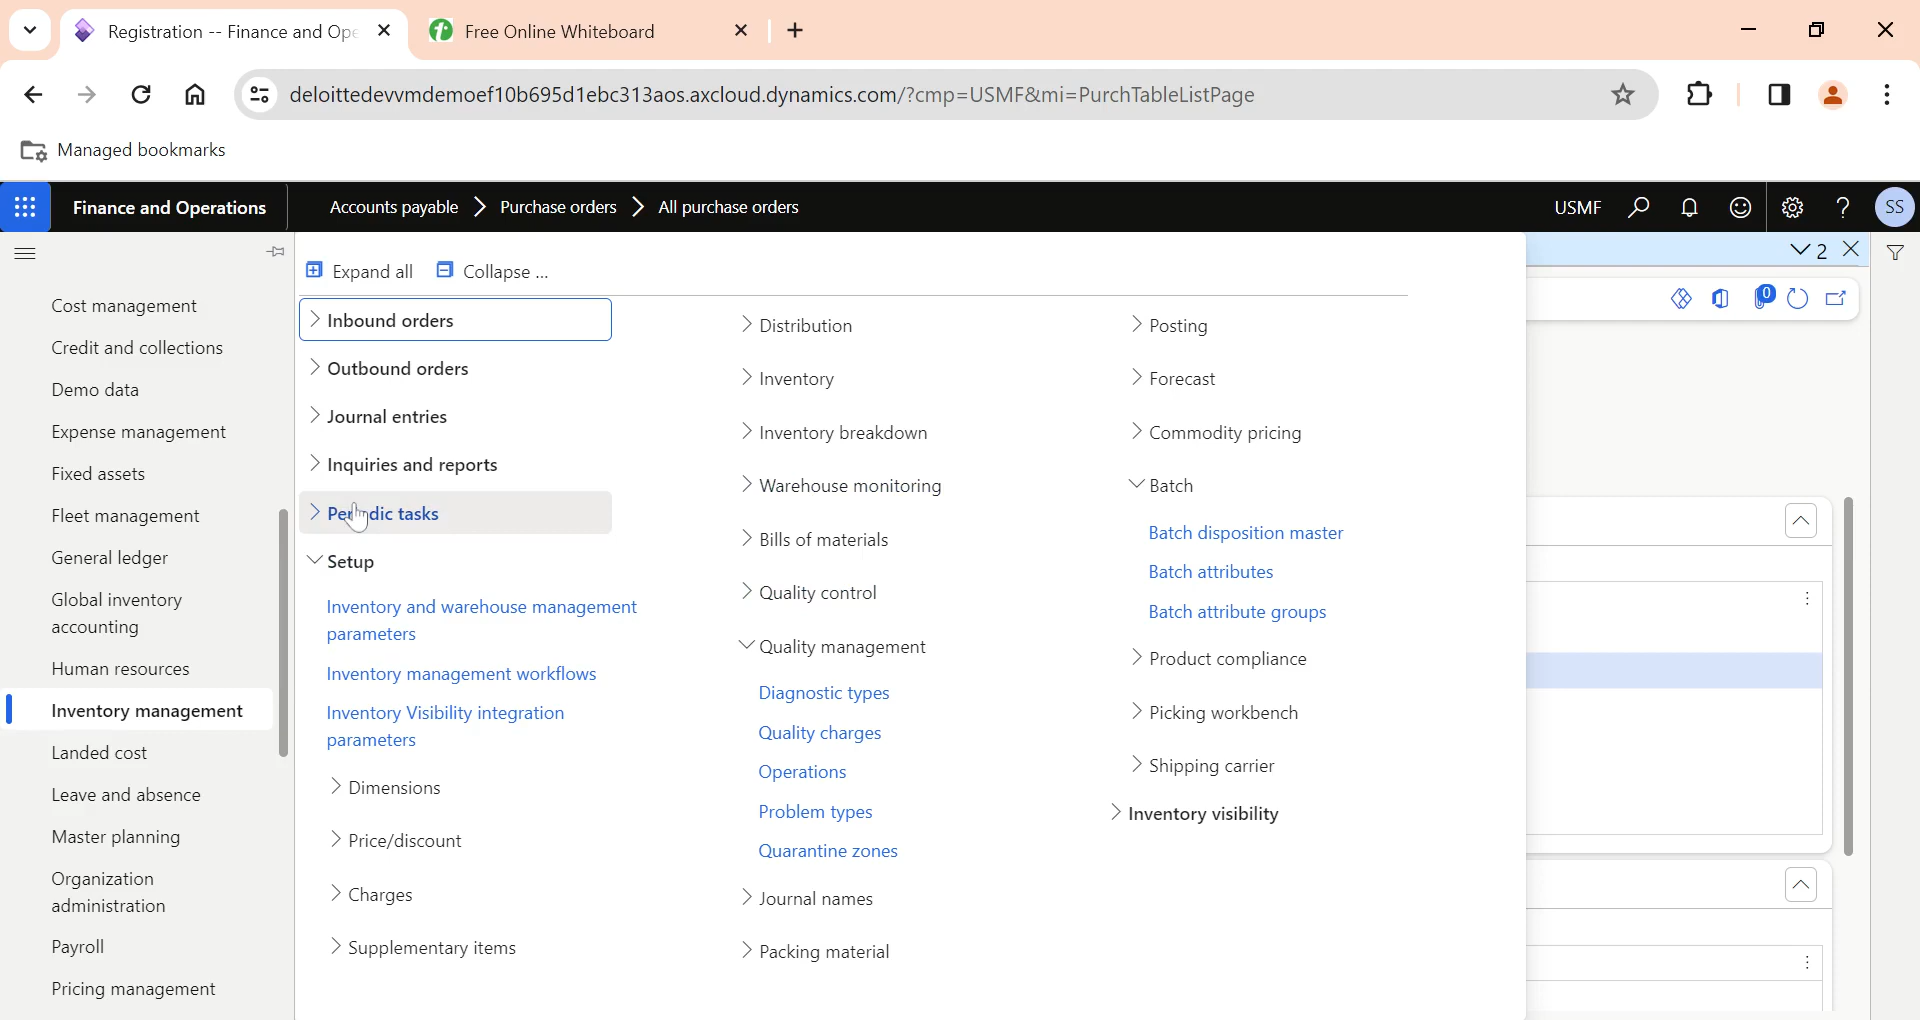 Registration -- Finance and Ope
Free Online Whiteboard
deloittedevvmdemoef10b695d1ebc313aos.axcloud.dynamics.com/?cmp=USMF&mi=PurchTableListPage
Managed bookmarks
Finance and Operations
Accounts payable
Purchase orders
All purchase orders
USMF
SS
2
0
Cost management
Credit and collections
Demo data
Expense management
Fixed assets
Fleet management
General ledger
Global inventory
accounting
Human resources
Inventory management
Landed cost
Leave and absence
Master planning
Organization
administration
Payroll
Pricing management
Expand all
Collapse ...
Inbound orders
Outbound orders
Journal entries
Inquiries and reports
Periodic tasks
Setup
Inventory and warehouse management
parameters
Inventory management workflows
Inventory Visibility integration
parameters
Dimensions
Price/discount
Charges
Supplementary items
Distribution
Inventory
Inventory breakdown
Warehouse monitoring
Bills of materials
Quality control
Quality management
Diagnostic types
Quality charges
Operations
Problem types
Quarantine zones
Journal names
Packing material
Posting
Forecast
Commodity pricing
Batch
Batch disposition master
Batch attributes
Batch attribute groups
Product compliance
Picking workbench
Shipping carrier
Inventory visibility